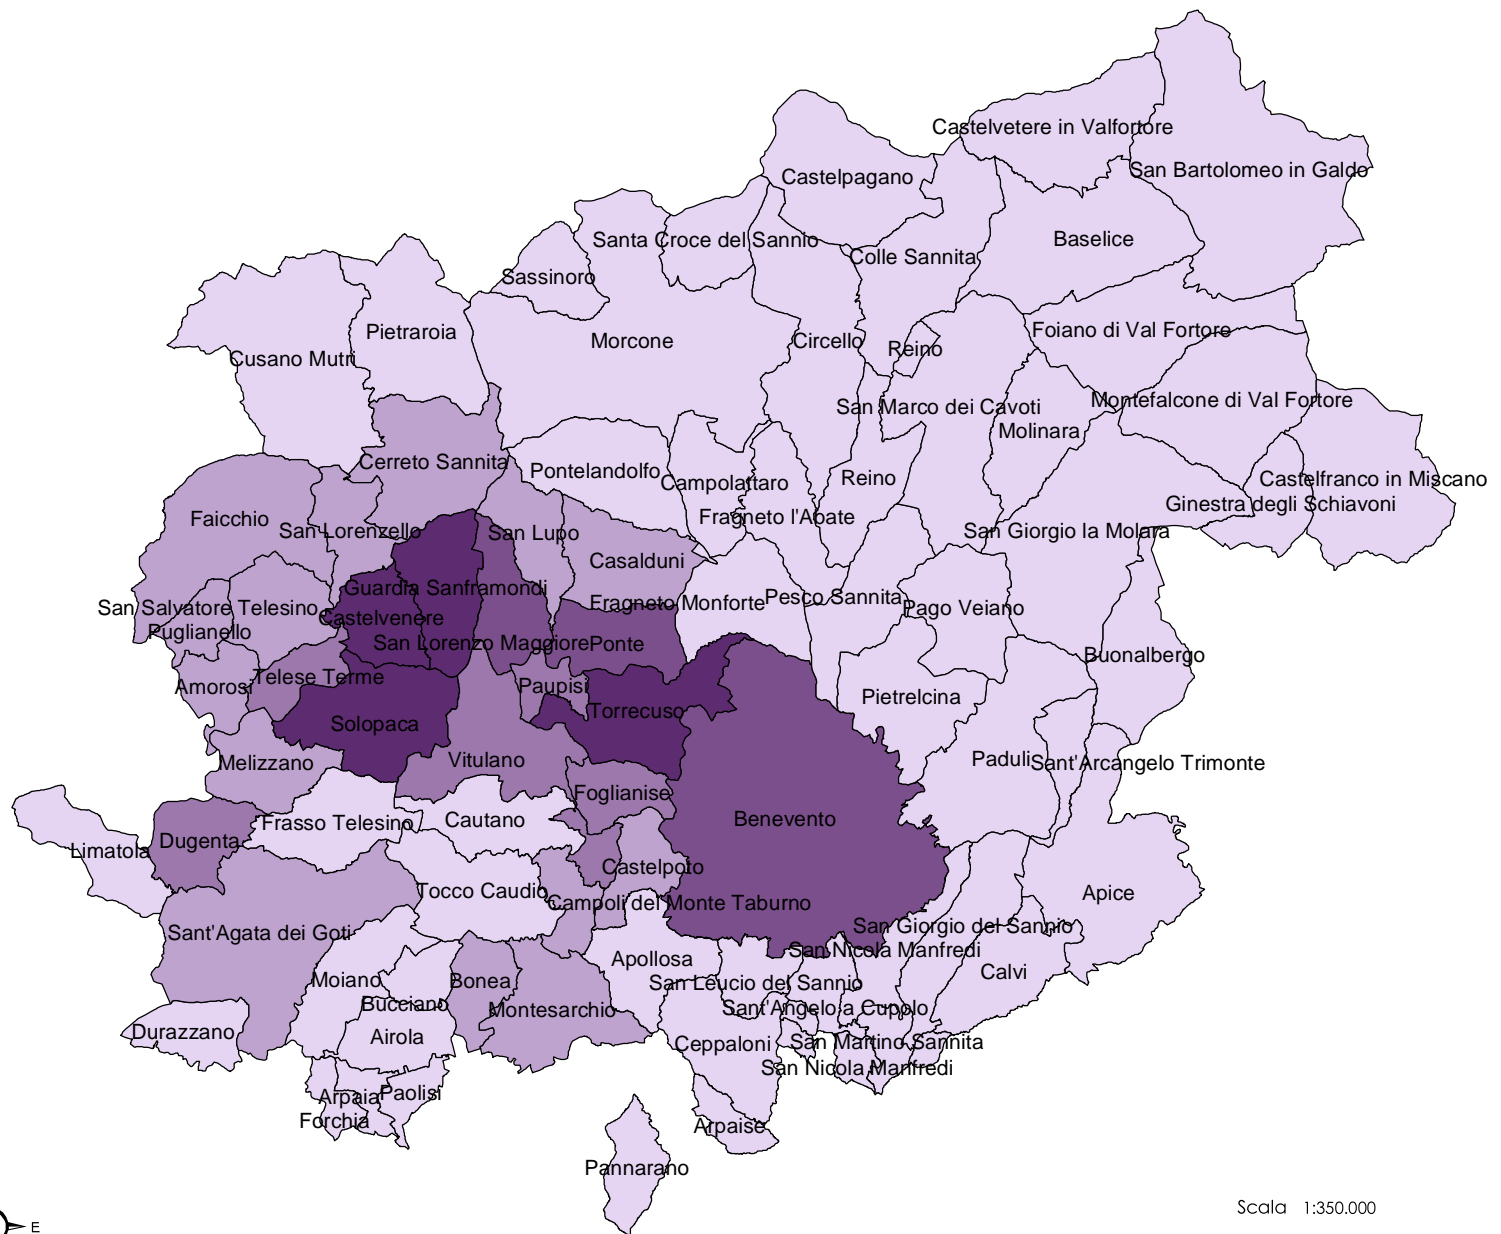 Castelvetere in Valfortore
San Bartolomeo in Galdo
Castelpagano
Santa Croce del Sannio
Baselice
Colle Sannita
Sassinoro
Pietraroia
Foiano di Val Fortore
Morcone
Circello
Reino
Cusano Mutri
Montefalcone di Val Fortore
San Marco dei Cavoti
Molinara
Cerreto Sannita
Pontelandolfo
Reino
Castelfranco in Miscano
Campolattaro
Ginestra degli Schiavoni
Faicchio
Fragneto l'Abate
San Lorenzello
San Lupo
San Giorgio la Molara
Casalduni
Guardia Sanframondi
Pesco Sannita
Fragneto Monforte
San Salvatore Telesino
Pago Veiano
Castelvenere
Puglianello
San Lorenzo Maggiore
Ponte
Buonalbergo
Telese Terme
Amorosi
Paupisi
Pietrelcina
Torrecuso
Solopaca
Vitulano
Paduli
Melizzano
Sant'Arcangelo Trimonte
Foglianise
Benevento
Cautano
Frasso Telesino
Dugenta
Limatola
Castelpoto
Tocco Caudio
Apice
Campoli del Monte Taburno
San Giorgio del Sannio
Sant'Agata dei Goti
San Nicola Manfredi
Apollosa
Calvi
Moiano
Bonea
San Leucio del Sannio
Bucciano
Montesarchio
Sant'Angelo a Cupolo
Durazzano
Airola
Ceppaloni
San Martino Sannita
San Nicola Manfredi
Paolisi
Arpaia
Forchia
Arpaise
Pannarano
Scala 1:350.000
E